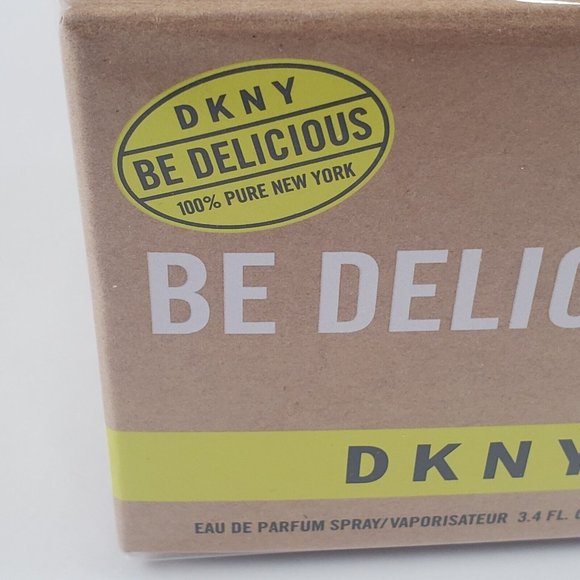 DKNY
BE DELICIOUS
100% PURE NEW YORK
BE DELIC
DKNY
EAU DE PARFUM SPRAY/VAPORISATEUR 3.4 FL.